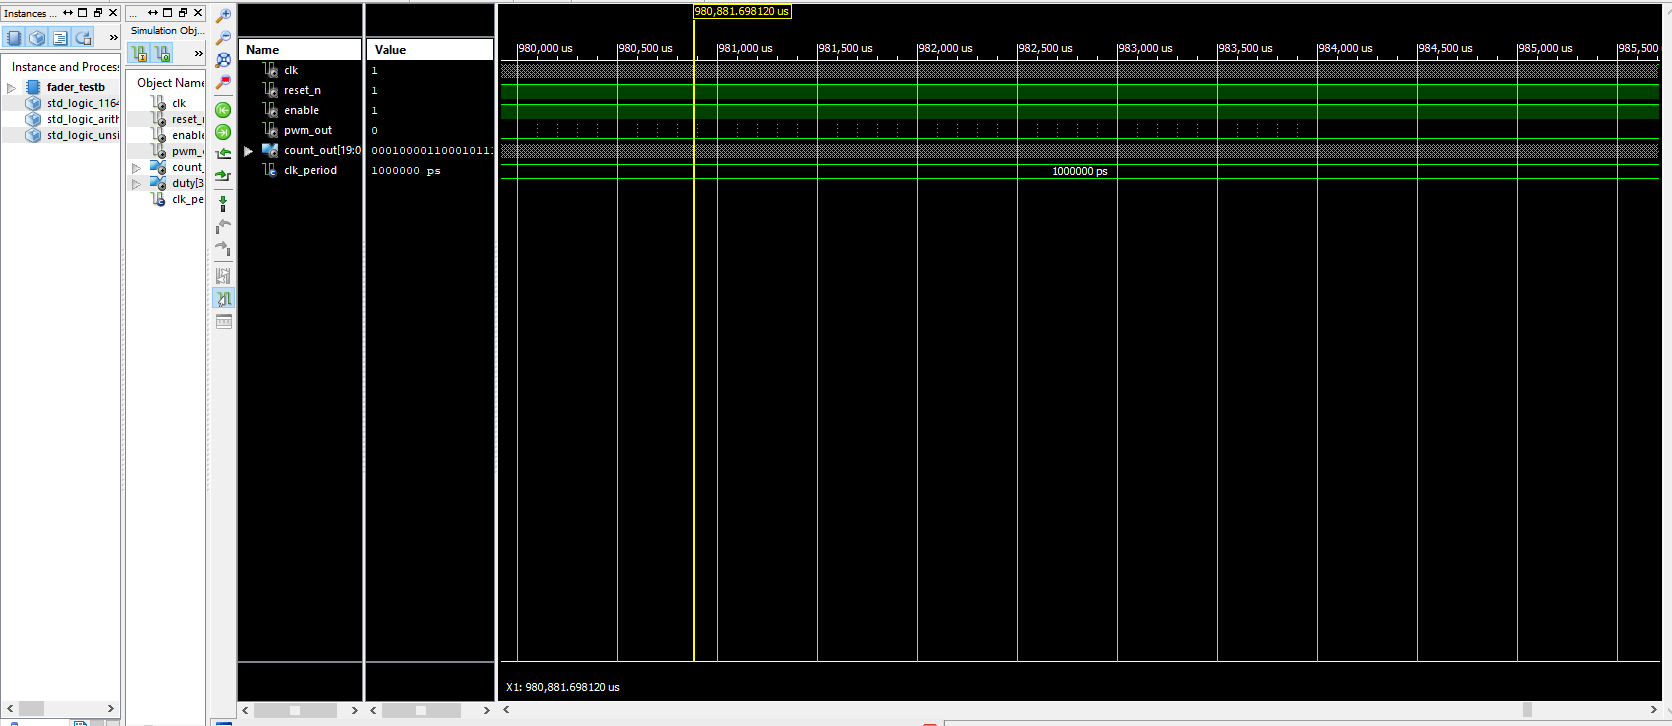 Instances ...
...
980,881.698120 us
Simulation Obj...
Name
Value
980,000 us
980,500 us
981,000 us
981,500 us
982,000 us
982,500 us
983,000 us
983,500 us
984,000 us
984,500 us
985,000 us
985,500
Instance and Process
Object Name
clk
1
fader_testb
reset_n
1
std_logic_1164
clk
enable
1
std_logic_arith
reset_n
pwm_out
0
std_logic_unsi
enable
count_out[19:0
00010000110001011
pwm_
clk_period
1000000 ps
1000000 ps
count_
duty[3
clk_pe
X1: 980,881.698120 us